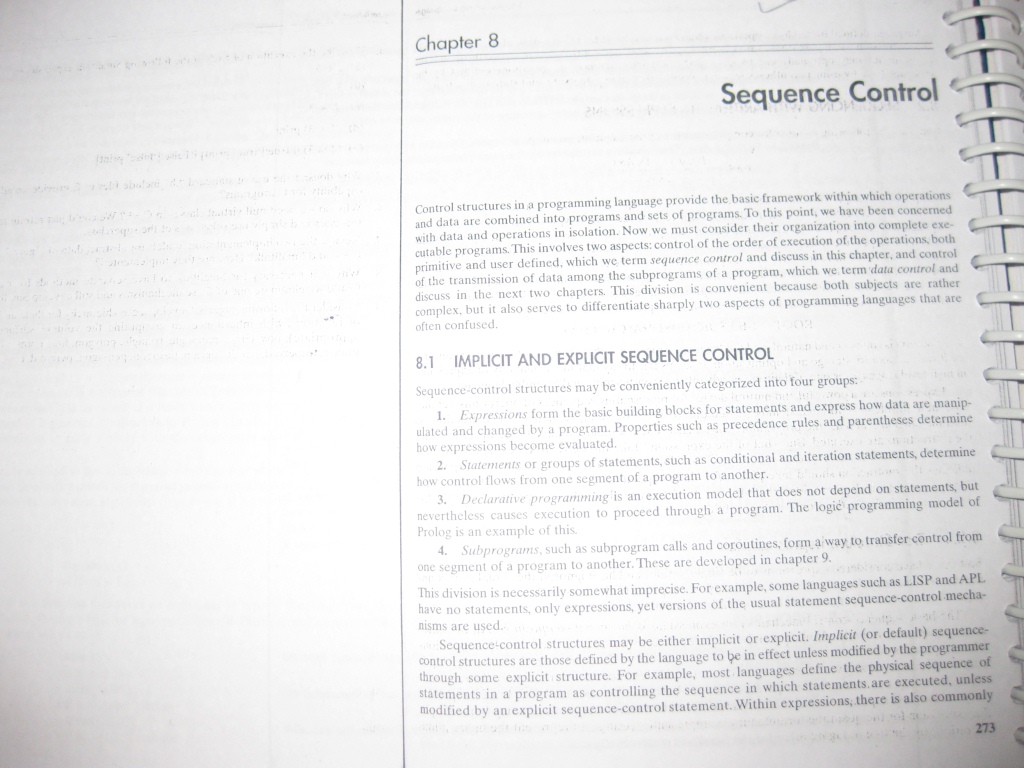 Chapter 8
Sequence Control
Control structures in a programming language provide the basic framework within which operations
and data are combined into programs and sets of programs. To this point, we have been concerned
with data and operations in isolation. Now we must consider their organization into complete exe-
cutable programs. This involves two aspects: control of the order of execution of the operations, both
primitive and user defined, which we term sequence control and discuss in this chapter, and control
of the transmission of data among the subprograms of a program, which we term data control and
discuss in the next two chapters. This division is convenient because both subjects are rather
complex, but it also serves to differentiate sharply two aspects of programming languages that are
often confused.
8.1 IMPLICIT AND EXPLICIT SEQUENCE CONTROL
Sequence-control structures may be conveniently categorized into four groups:
1. Expressions form the basic building blocks for statements and express how data are manip-
ulated and changed by a program. Properties such as precedence rules and parentheses determine
how expressions become evaluated.
2. Statements or groups of statements, such as conditional and iteration statements, determine
how control flows from one segment of a program to another.
3. Declarative programming is an execution model that does not depend on statements, but
nevertheless causes execution to proceed through a program. The logic programming model of
Prolog is an example of this.
4. Subprograms, such as subprogram calls and coroutines, form a way to transfer control from
one segment of a program to another. These are developed in chapter 9.
This division is necessarily somewhat imprecise. For example, some languages such as LISP and APL
have no statements, only expressions, yet versions of the usual statement sequence-control mecha-
nisms are used.
Sequence-control structures may be either implicit or explicit. Implicit (or default) sequence-
control structures are those defined by the language to be in effect unless modified by the programmer
through some explicit structure. For example, most languages define the physical sequence of
statements in a program as controlling the sequence in which statements are executed, unless
modified by an explicit sequence-control statement. Within expressions, there is also commonly
273